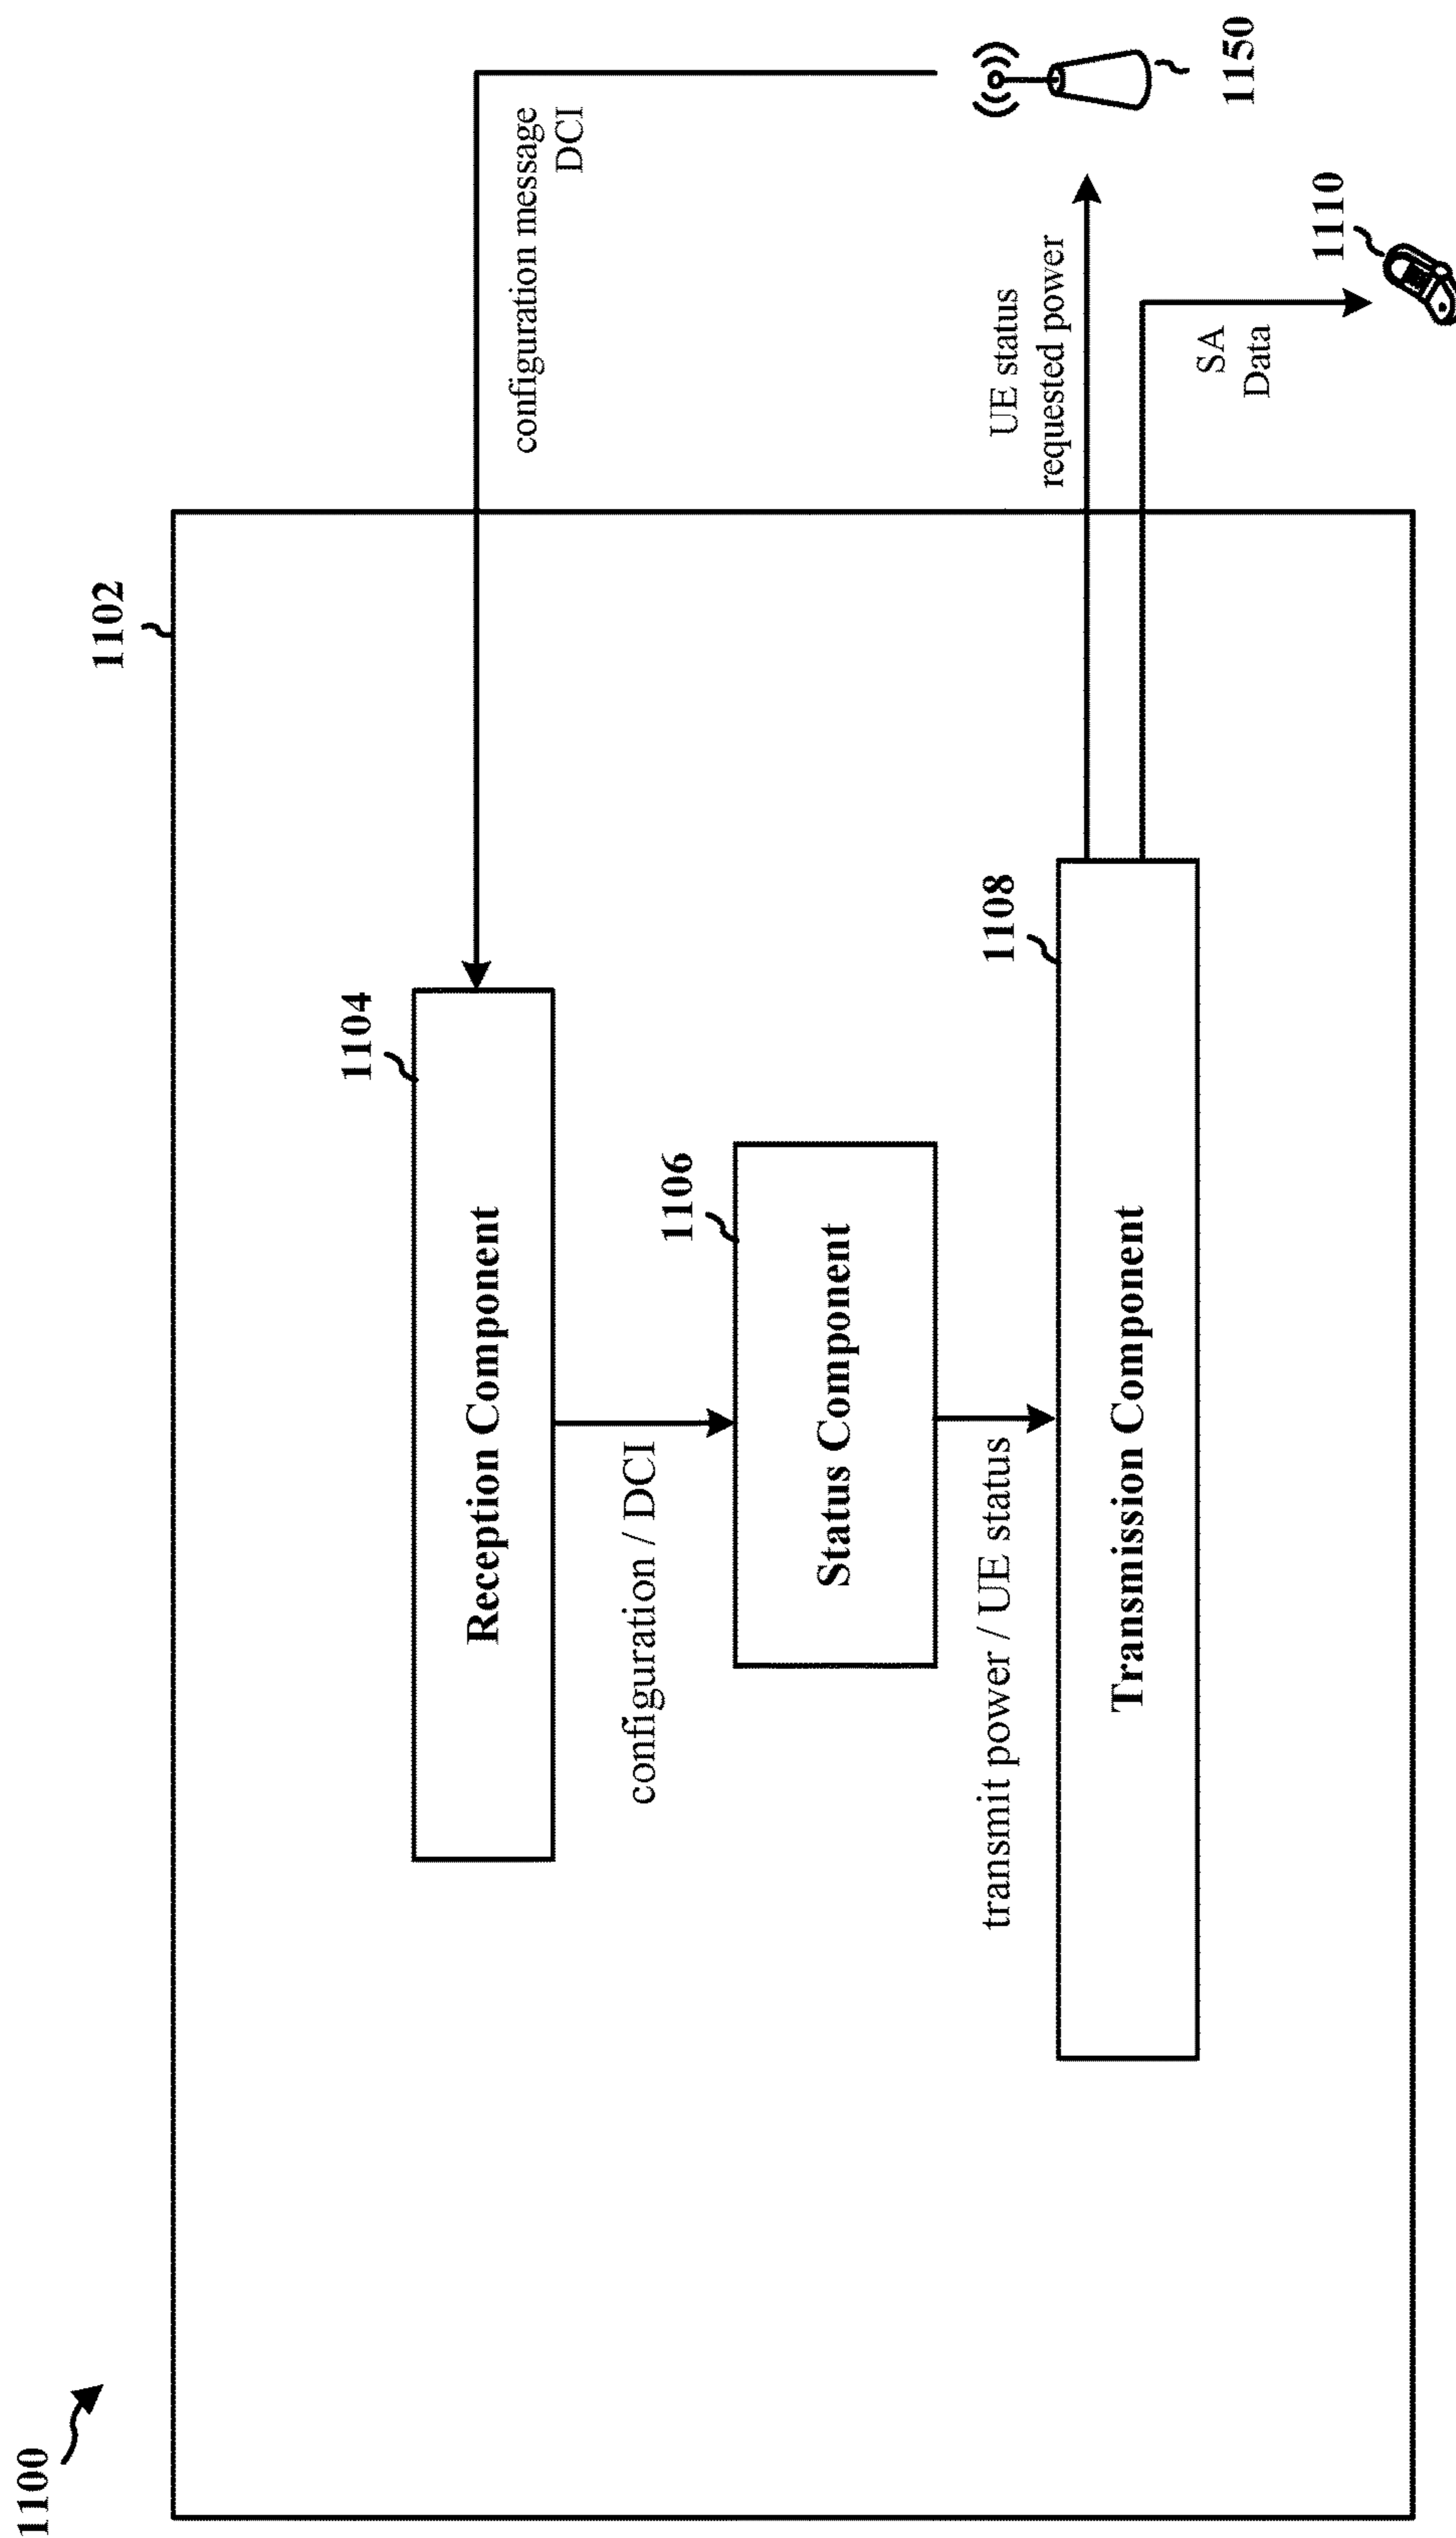 1100
1102
1104
Reception Component
configuration message
DCI
configuration / DCI
1106
Status Component
transmit power / UE status
1108
Transmission Component
UE status
requested power
SA
Data
1150
1110